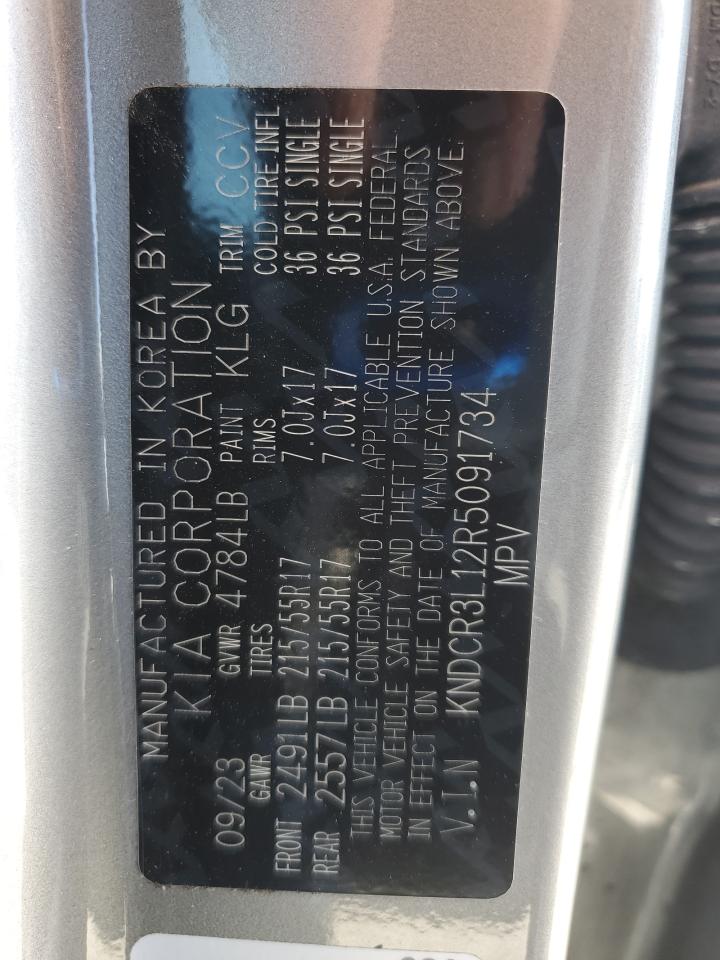 MANUFACTURED IN KOREA BY
KIA CORPORATION
09/23 GVWR 4784LB PAINT KLG TRIM CCV
GAWR TIRES RIMS COLD TIRE INFL
FRONT 2491LB 215/55R17 7.0Jx17 36 PSI SINGLE
REAR 2557LB 215/55R17 7.0Jx17 36 PSI SINGLE
THIS VEHICLE CONFORMS TO ALL APPLICABLE U.S.A. FEDERAL
MOTOR VEHICLE SAFETY AND THEFT PREVENTION STANDARDS
IN EFFECT ON THE DATE OF MANUFACTURE SHOWN ABOVE.
V.I.N KNDCR3L12R5091734
MPV